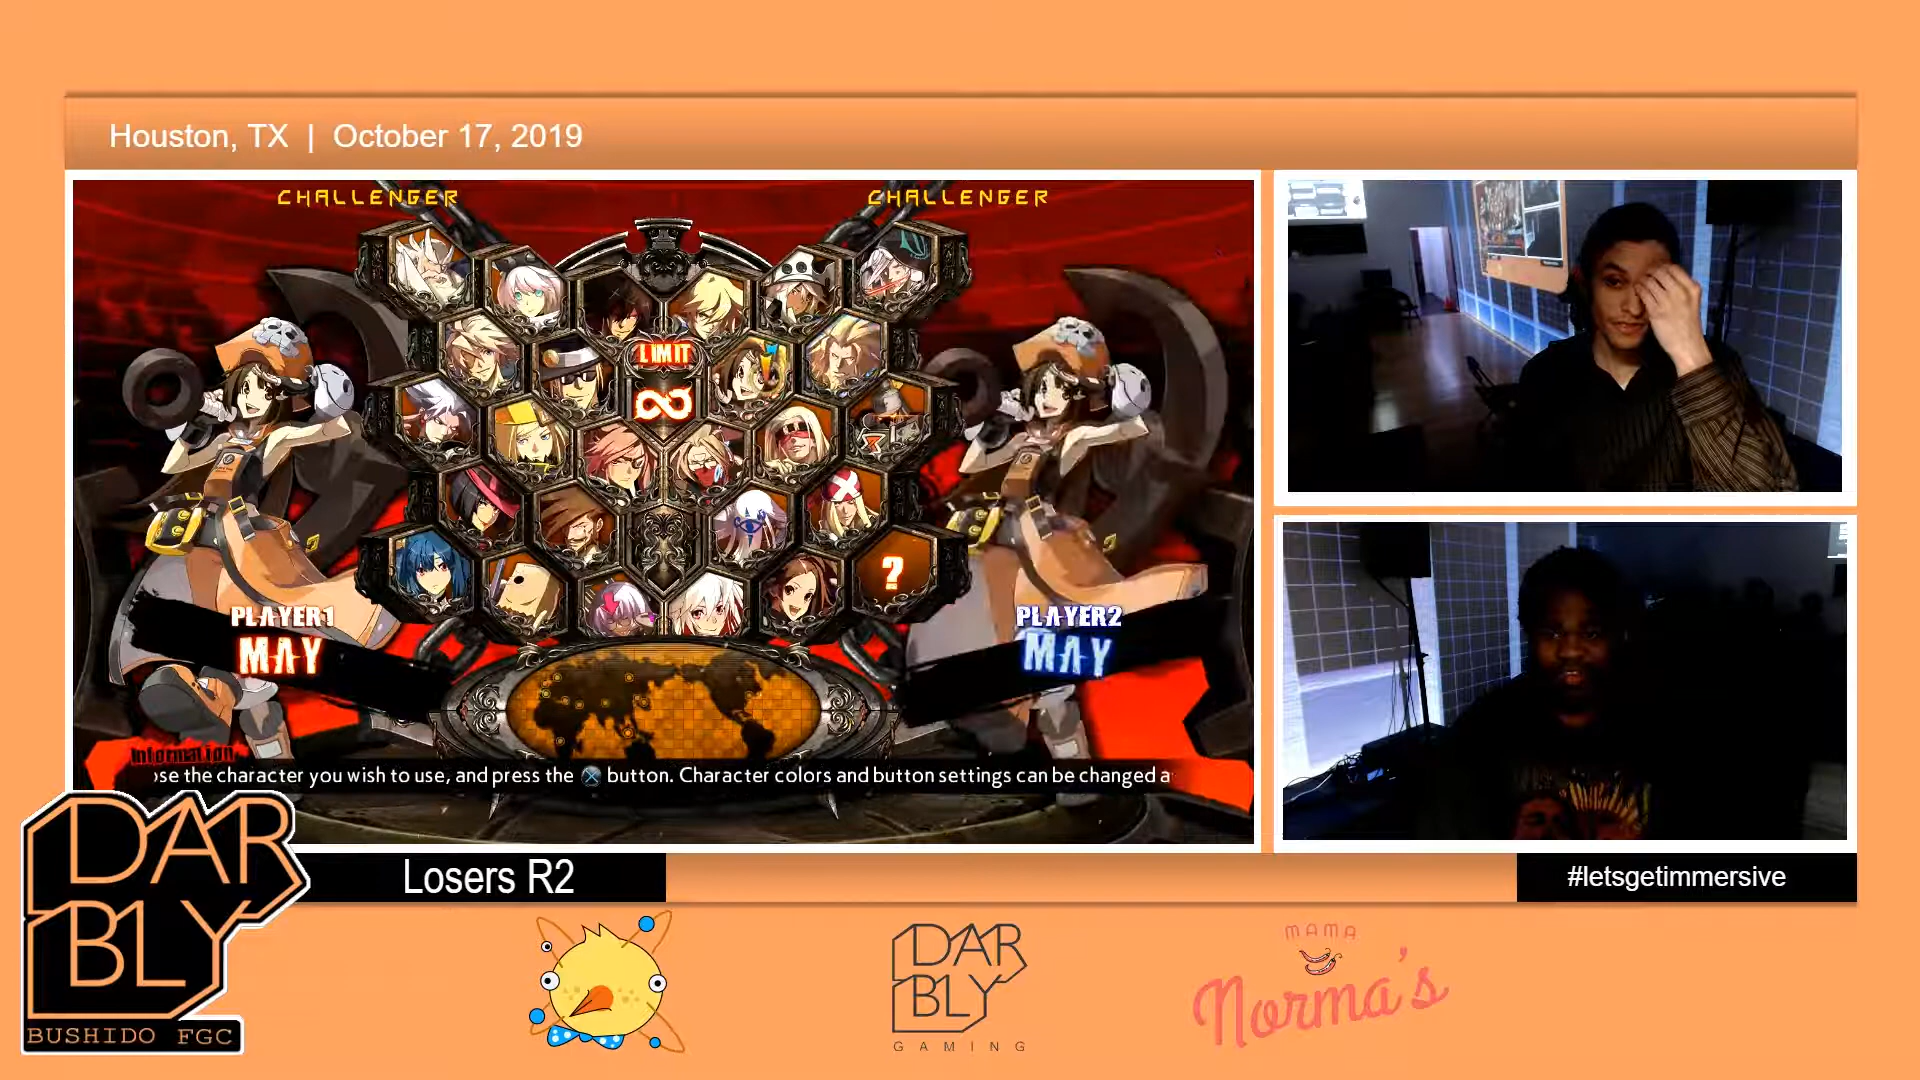 Houston, TX | October 17, 2019
CHALLENGER
CHALLENGER
LIMIT
∞
?
PLAYER1
MAY
PLAYER2
MAY
Information
se the character you wish to use, and press the button. Character colors and button settings can be changed a
DAR
BLY
BUSHIDO FGC
Losers R2
#letsgetimmersive
DAR
BLY
GAMING
MAMA
Norma's